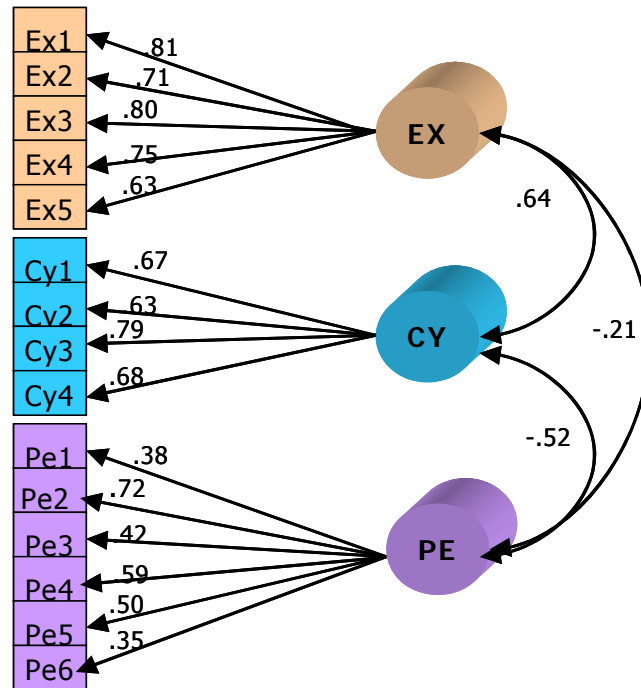 Ex1
Ex2
Ex3
Ex4
Ex5
.81
.71
.80
.75
.63
EX
Cy1
Cy2
Cy3
Cy4
.67
.63
.79
.68
CY
Pe1
Pe2
Pe3
Pe4
Pe5
Pe6
.38
.72
.42
.59
.50
.35
PE
.64
-.21
-.52